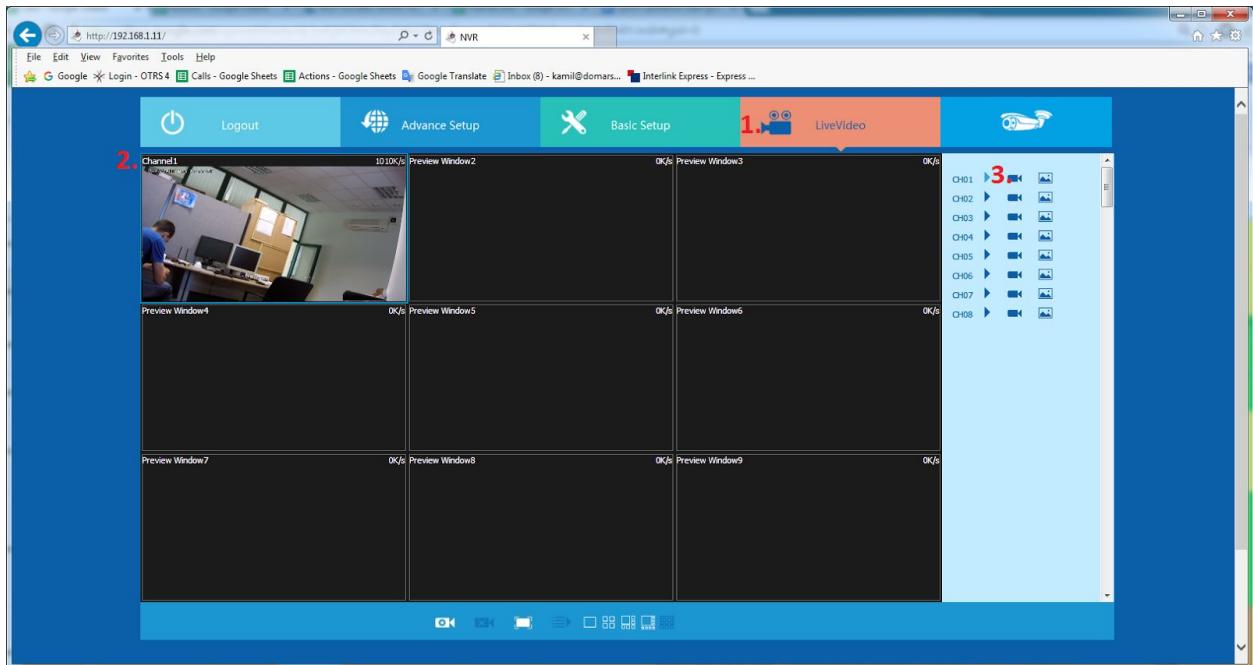 http://192.168.1.11/
NVR
File Edit View Favorites Tools Help
Google Login - OTRS 4 Calls - Google Sheets Actions - Google Sheets Google Translate Inbox (8) - kamil@domars... Interlink Express - Express ...
Logout Advance Setup Basic Setup 1. LiveVideo
2. Channel1 1010K/s Preview Window2 0K/s Preview Window3 0K/s
CH01 3.
CH02
CH03
CH04
CH05
CH06
CH07
CH08
Preview Window4 0K/s Preview Window5 0K/s Preview Window6 0K/s
Preview Window7 0K/s Preview Window8 0K/s Preview Window9 0K/s